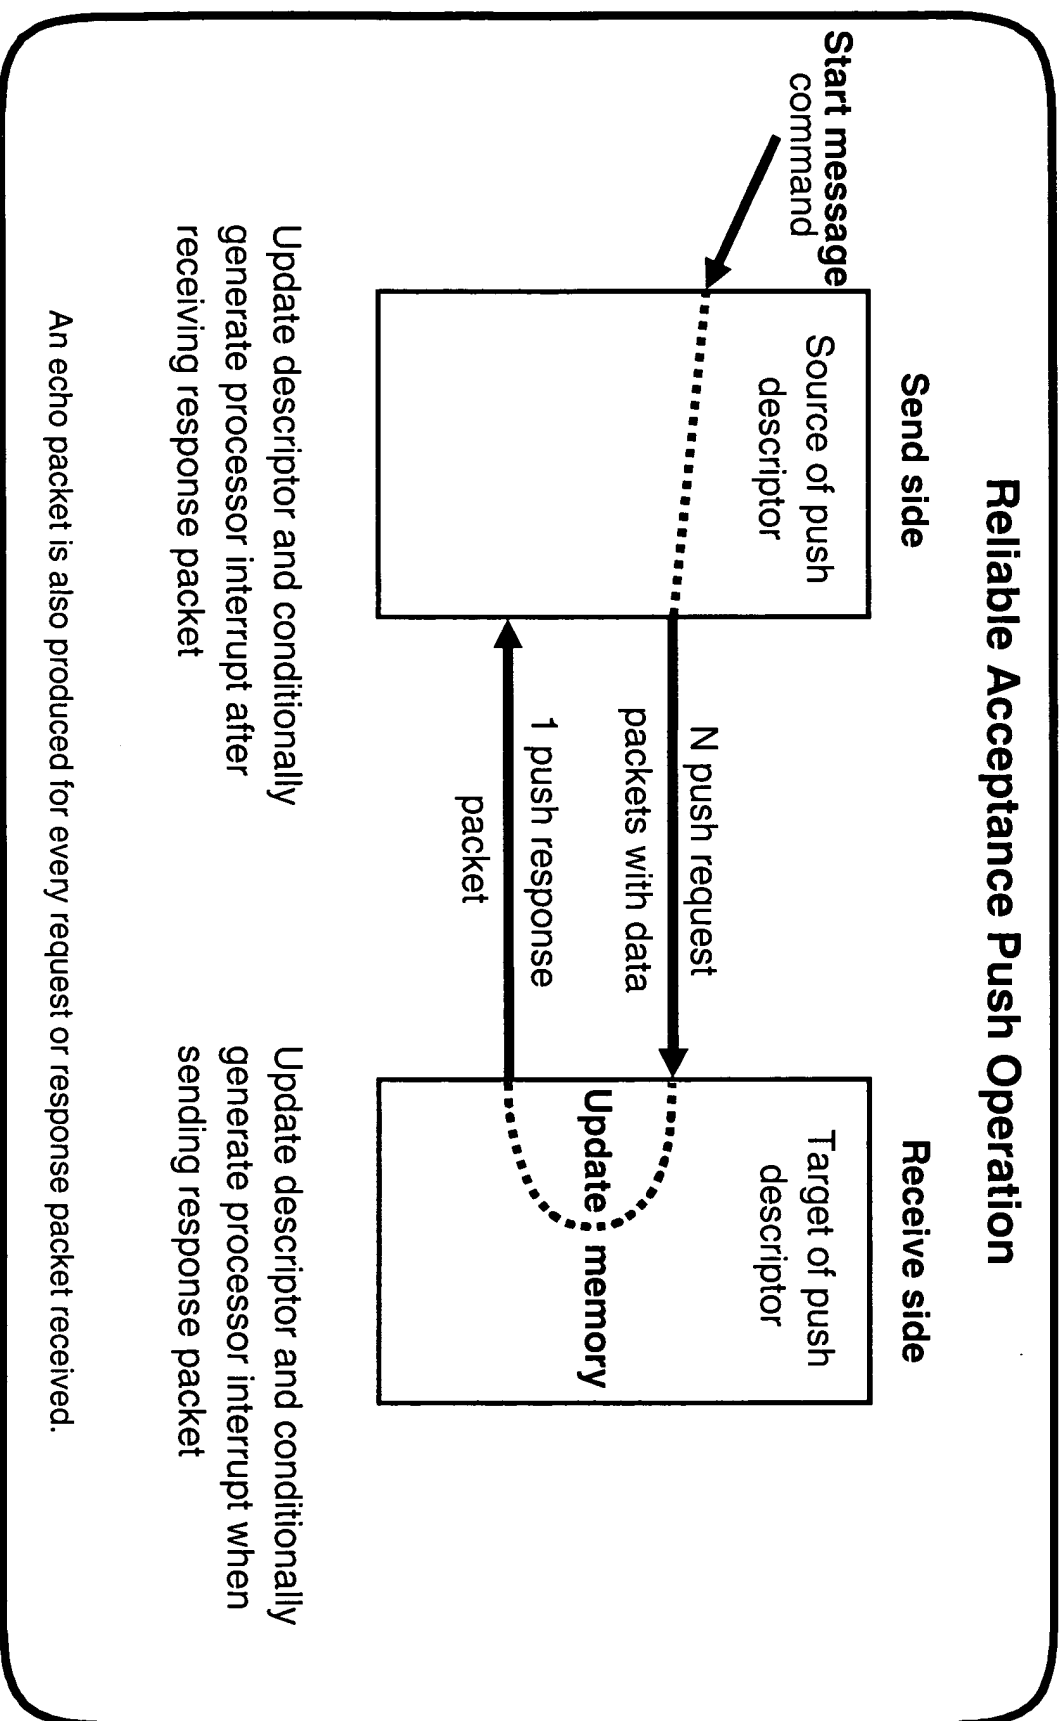 Reliable Acceptance Push Operation
Send side
Receive side
Start message
command
Source of push
descriptor
N push request
packets with data
1 push response
packet
Target of push
descriptor
Update memory
Update descriptor and conditionally
generate processor interrupt after
receiving response packet
Update descriptor and conditionally
generate processor interrupt when
sending response packet
An echo packet is also produced for every request or response packet received.